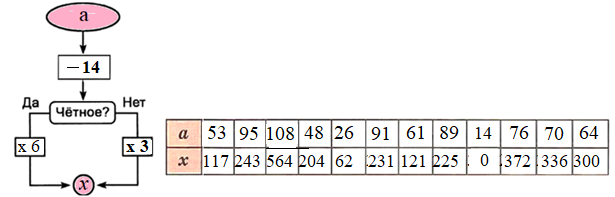 a
−14
Да Чётное? Нет
х 6 х 3
x
a 53 95 108 48 26 91 61 89 14 76 70 64
x 117 243 564 204 62 231 121 225 0 372 336 300